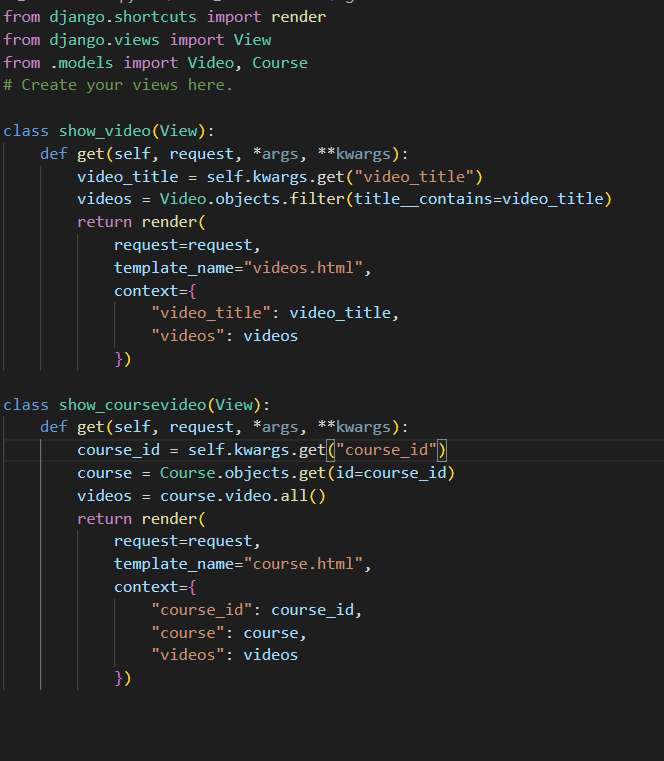 from django.shortcuts import render
from django.views import View
from .models import Video, Course
# Create your views here.
class show_video(View):
def get(self, request, *args, **kwargs):
video_title = self.kwargs.get("video_title")
videos = Video.objects.filter(title__contains=video_title)
return render(
request=request,
template_name="videos.html",
context={
"video_title": video_title,
"videos": videos
})
class show_coursevideo(View):
def get(self, request, *args, **kwargs):
course_id = self.kwargs.get("course_id")
course = Course.objects.get(id=course_id)
videos = course.video.all()
return render(
request=request,
template_name="course.html",
context={
"course_id": course_id,
"course": course,
"videos": videos
})